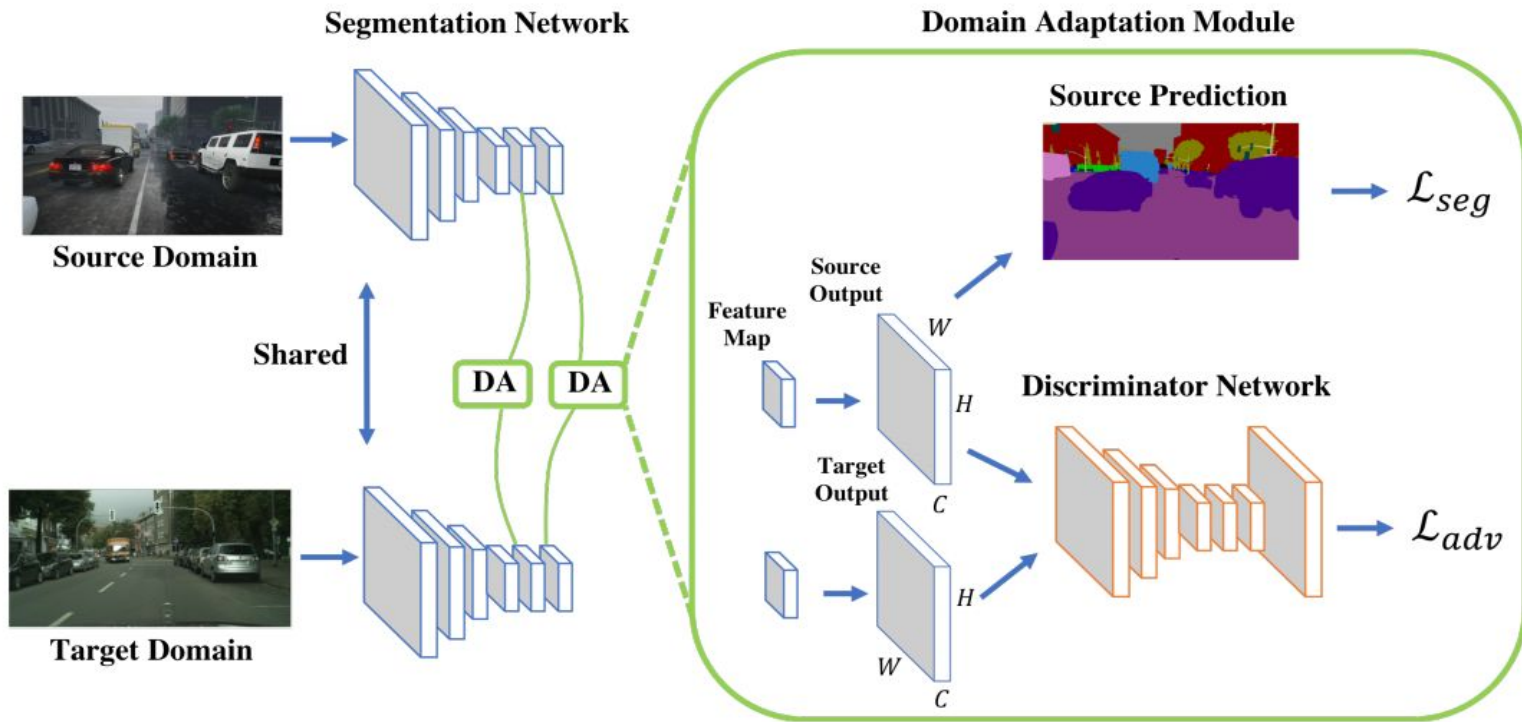 Segmentation Network
Domain Adaptation Module
Source Prediction
Source Domain
ℒseg
Source
Output
Feature
Map
W
H
C
Shared
DA
DA
Discriminator Network
Target
Output
H
W
C
ℒadv
Target Domain